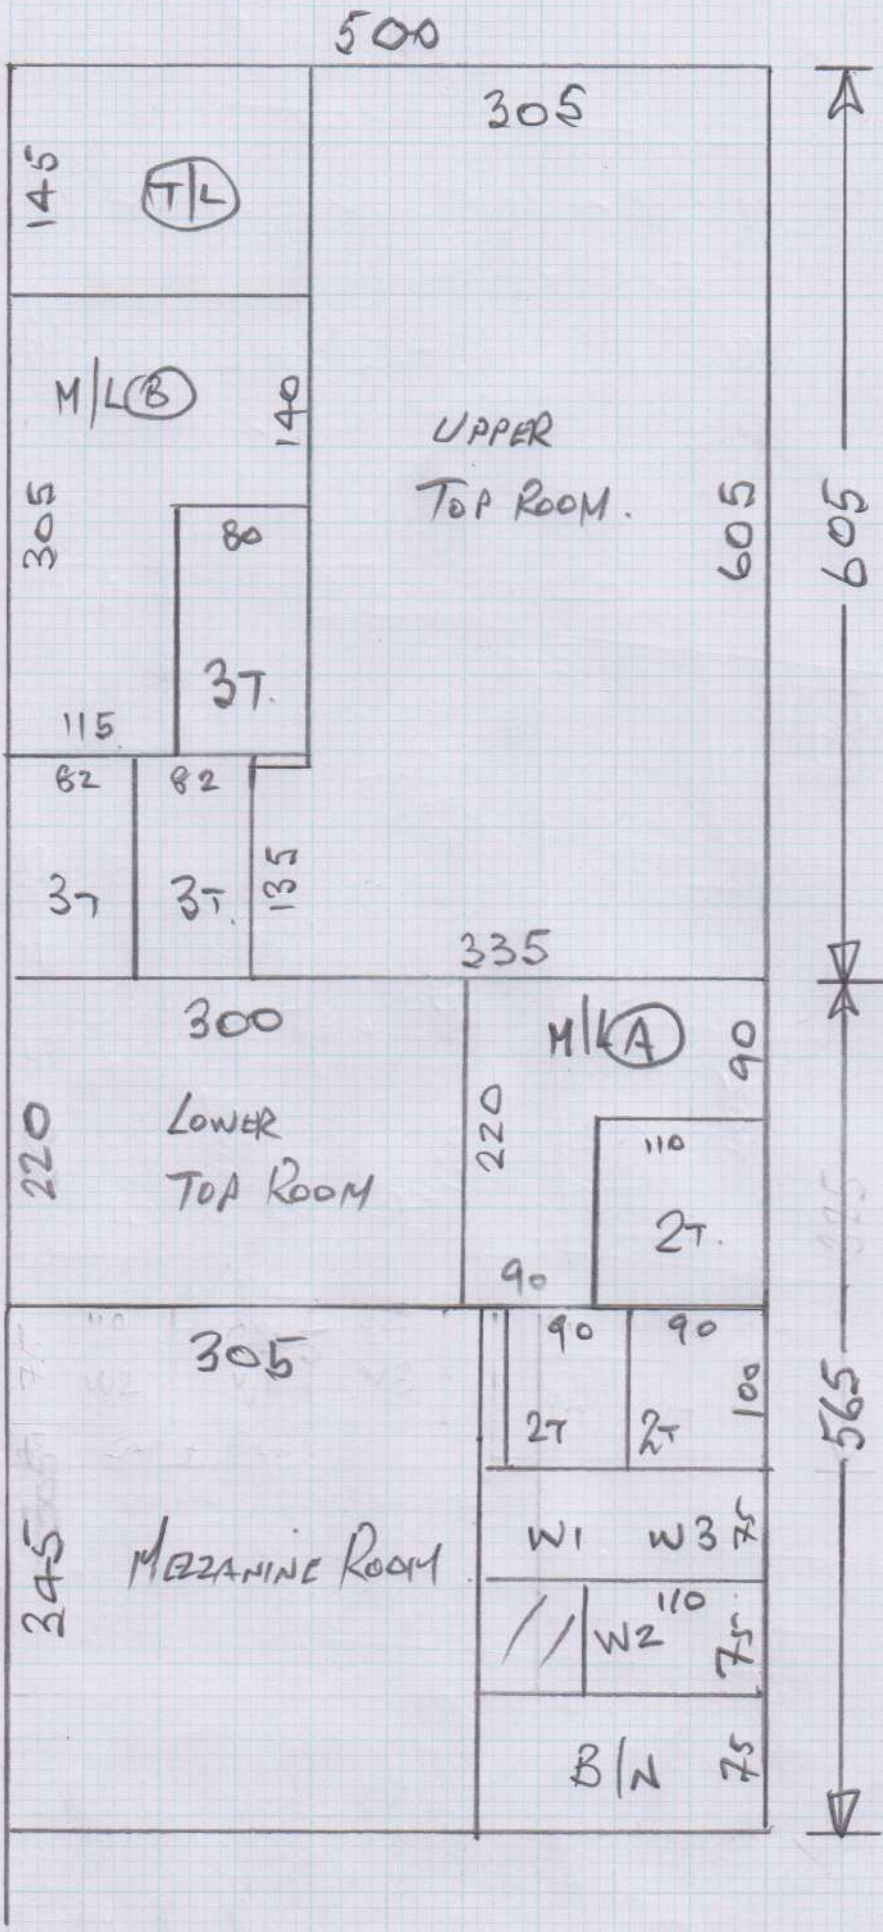 500
305
145
T/L
M/L B
140
305
UPPER
TOP ROOM.
605
605
80
3T.
115
82
82
3T
3T.
135
335
300
M/L A
90
220
LOWER
TOP ROOM
220
110
2T.
90
305
90
90
2T
2T
100
565
345
MEZZANINE ROOM
W1
W3
75
W2
110
75
B/N
75